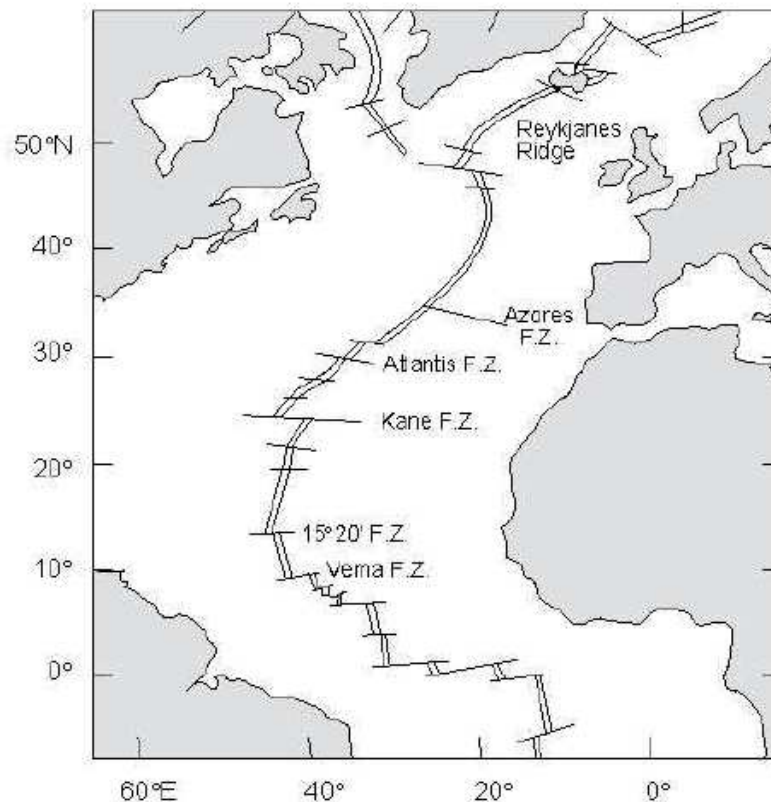 50°N
Reykjanes
Ridge
40°
Azores
F.Z.
30°
Atlantis F.Z.
Kane F.Z.
20°
15°20' F.Z.
10°
Vema F.Z.
0°
60°E
40°
20°
0°